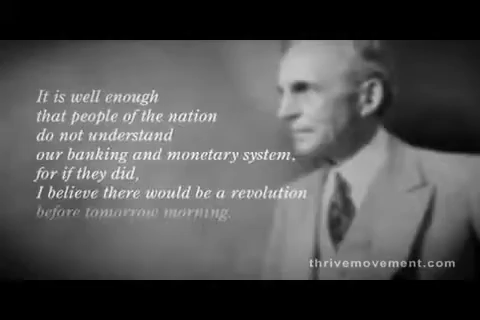 It is well enough
that people of the nation
do not understand
our banking and monetary system,
for if they did,
I believe there would be a revolution
before tomorrow morning.
thrivemovement.com